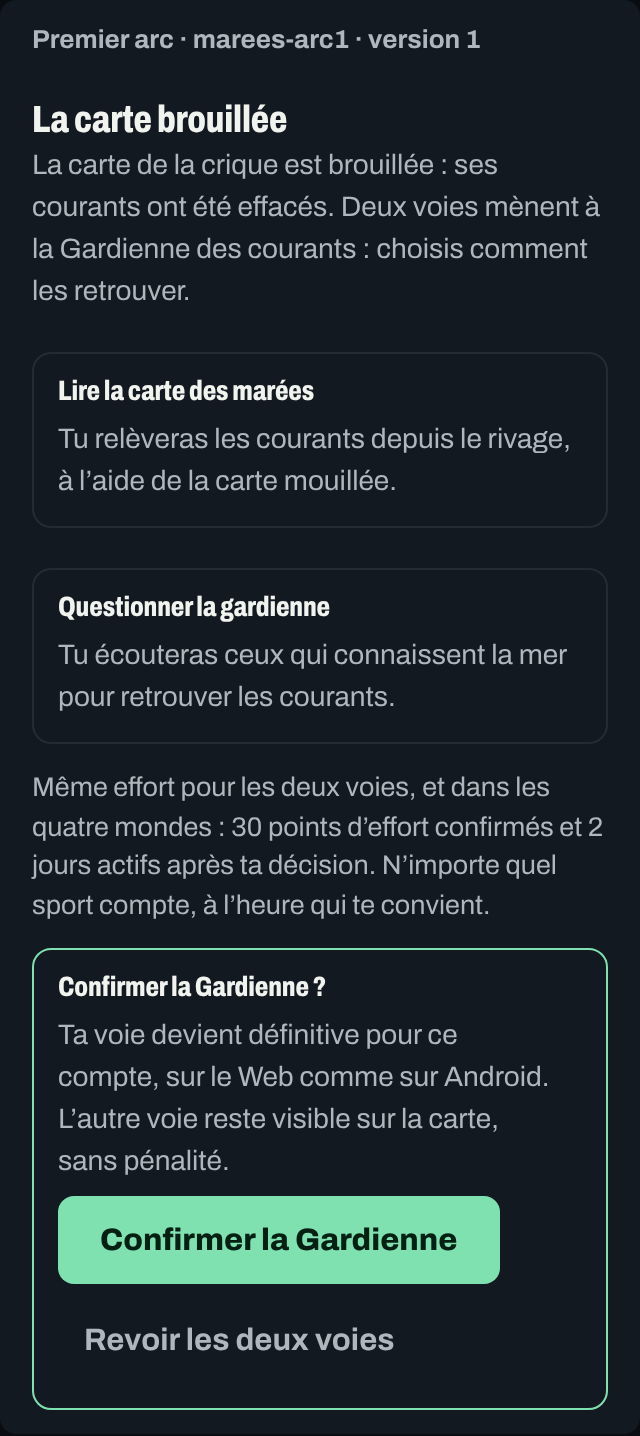 Premier arc · marees-arc1 · version 1
La carte brouillée
La carte de la crique est brouillée : ses
courants ont été effacés. Deux voies mènent à
la Gardienne des courants : choisis comment
les retrouver.
Lire la carte des marées
Tu relèveras les courants depuis le rivage,
à l’aide de la carte mouillée.
Questionner la gardienne
Tu écouteras ceux qui connaissent la mer
pour retrouver les courants.
Même effort pour les deux voies, et dans les
quatre mondes : 30 points d’effort confirmés et 2
jours actifs après ta décision. N’importe quel
sport compte, à l’heure qui te convient.
Confirmer la Gardienne ?
Ta voie devient définitive pour ce
compte, sur le Web comme sur Android.
L’autre voie reste visible sur la carte,
sans pénalité.
Confirmer la Gardienne
Revoir les deux voies